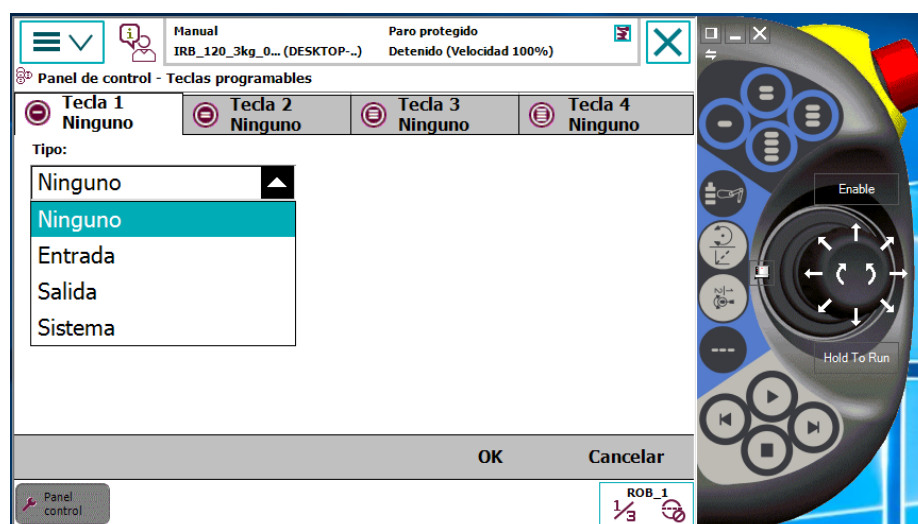 Manual
IRB_120_3kg_0... (DESKTOP-..)
Paro protegido
Detenido (Velocidad 100%)
Panel de control - Teclas programables
Tecla 1
Ninguno
Tecla 2
Ninguno
Tecla 3
Ninguno
Tecla 4
Ninguno
Tipo:
Ninguno
Ninguno
Entrada
Salida
Sistema
OK
Cancelar
Panel
control
ROB_1
1/3
Enable
Hold To Run